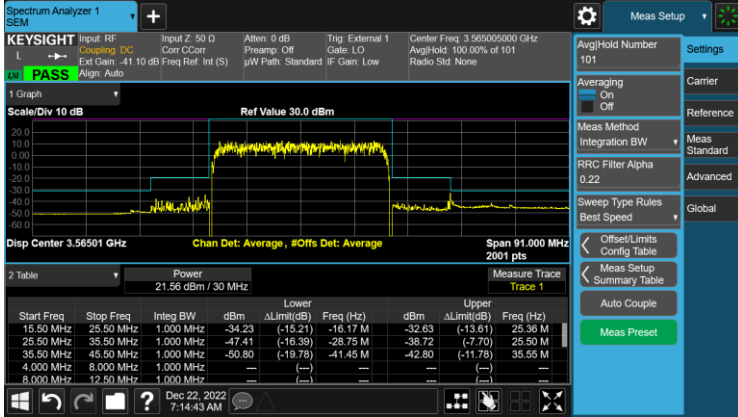 Spectrum Analyzer 1
SEM
Meas Setup
KEYSIGHT
L
LXI
PASS
Input: RF
Coupling: DC
Ext Gain: -41.10 dB
Align: Auto
Input Z: 50 Ω
Corr CCorr
Freq Ref: Int (S)
Atten: 0 dB
Preamp: Off
µW Path: Standard
Trig: External 1
Gate: LO
IF Gain: Low
Center Freq: 3.565005000 GHz
Avg|Hold: 100.00% of 101
Radio Std: None
1 Graph
Scale/Div 10 dB
Ref Value 30.0 dBm
20.0
10.0
0.00
-10.0
-20.0
-30.0
-40.0
-50.0
-60.0
Disp Center 3.56501 GHz
Chan Det: Average , #Offs Det: Average
Span 91.000 MHz
2001 pts
2 Table
Power
21.56 dBm / 30 MHz
Measure Trace
Trace 1
Lower Upper
Start Freq Stop Freq Integ BW dBm ΔLimit(dB) Freq (Hz) dBm ΔLimit(dB) Freq (Hz)
15.50 MHz 25.50 MHz 1.000 MHz -34.23 (-15.21) -16.17 M -32.63 (-13.61) 25.36 M
25.50 MHz 35.50 MHz 1.000 MHz -47.41 (-16.39) -28.75 M -38.72 (-7.70) 25.50 M
35.50 MHz 45.50 MHz 1.000 MHz -50.80 (-19.78) -41.45 M -42.80 (-11.78) 35.55 M
4.000 MHz 8.000 MHz 1.000 MHz --- (---) --- --- (---) ---
8.000 MHz 12.50 MHz 1.000 MHz --- (---) --- --- (---) ---
Dec 22, 2022
7:14:43 AM
Avg|Hold Number
101
Averaging
On
Off
Meas Method
Integration BW
RRC Filter Alpha
0.22
Sweep Type Rules
Best Speed
Offset/Limits
Config Table
Meas Setup
Summary Table
Auto Couple
Meas Preset
Settings
Carrier
Reference
Meas
Standard
Advanced
Global